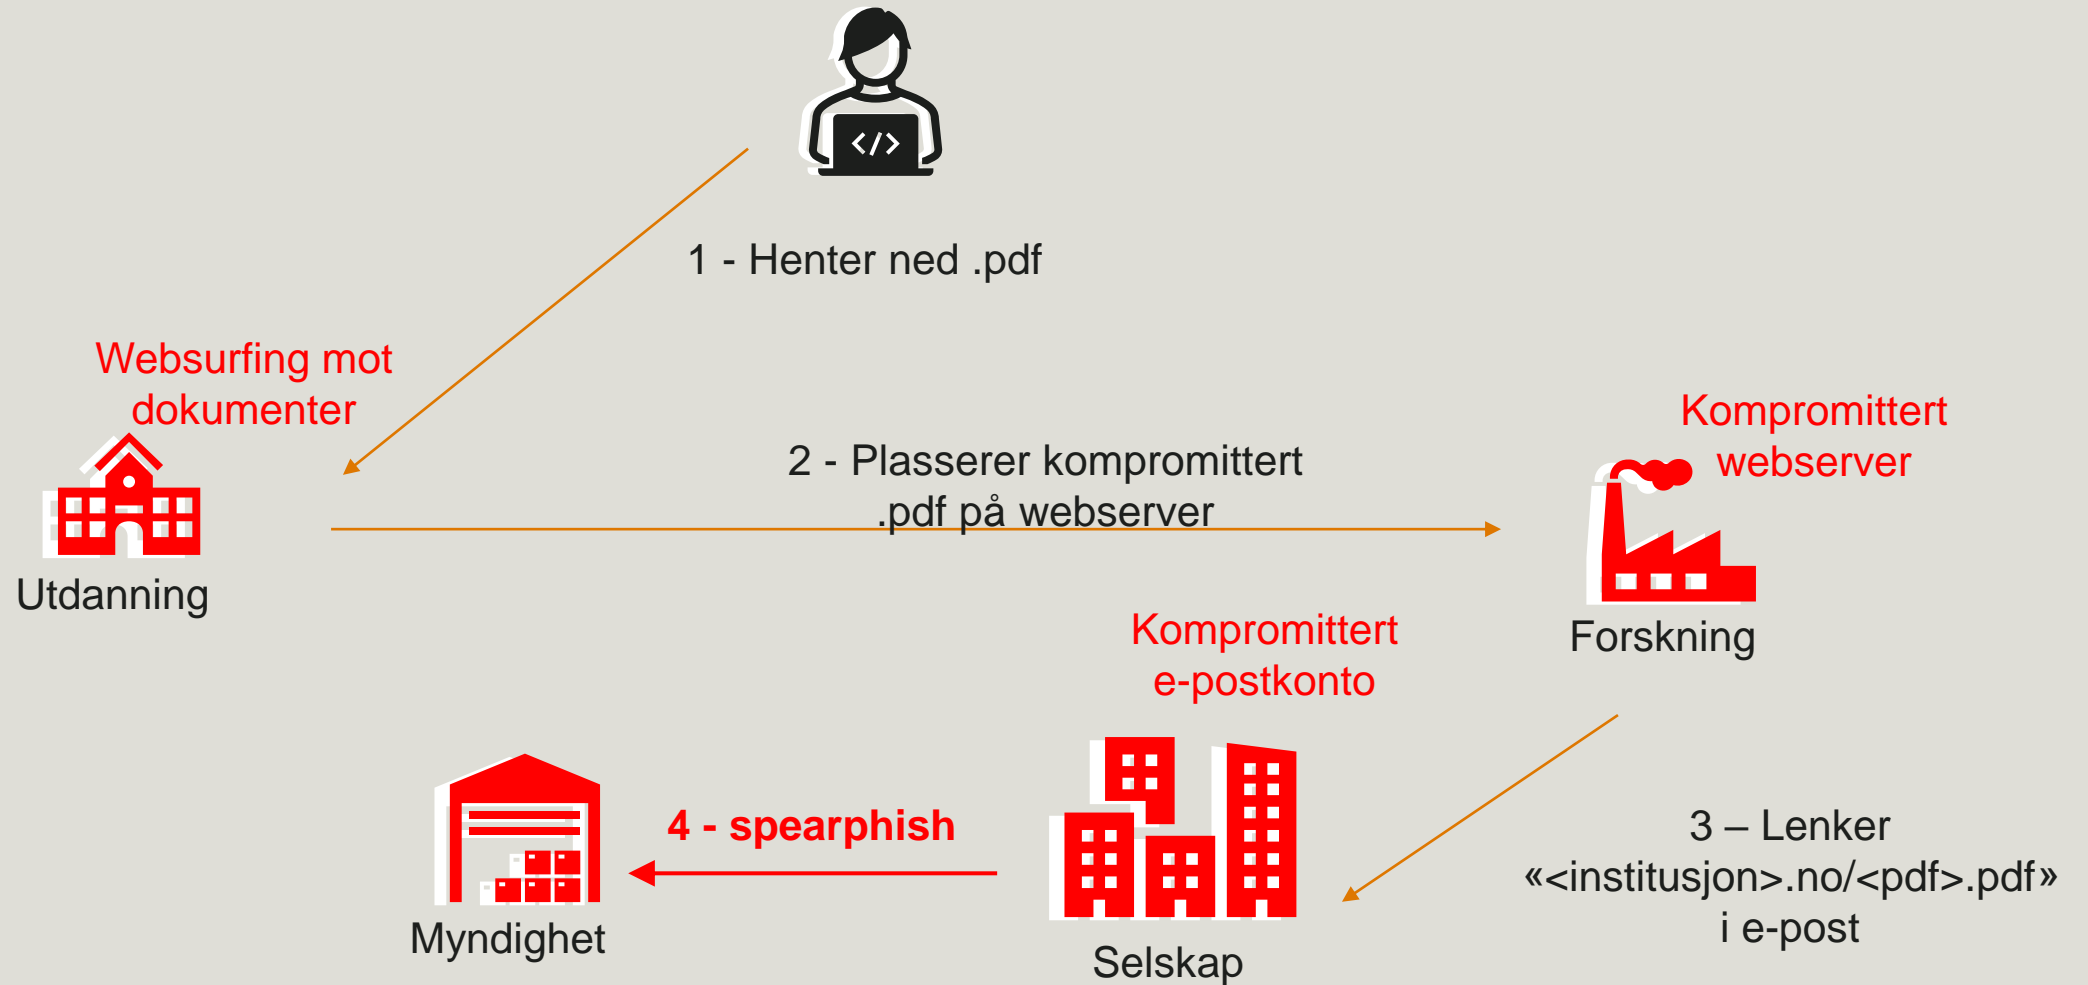 </>
1 - Henter ned .pdf
Websurfing mot
dokumenter
Utdanning
2 - Plasserer kompromittert
.pdf på webserver
Kompromittert
webserver
Forskning
Kompromittert
e-postkonto
Selskap
3 – Lenker
«<institusjon>.no/<pdf>.pdf»
i e-post
4 - spearphish
Myndighet